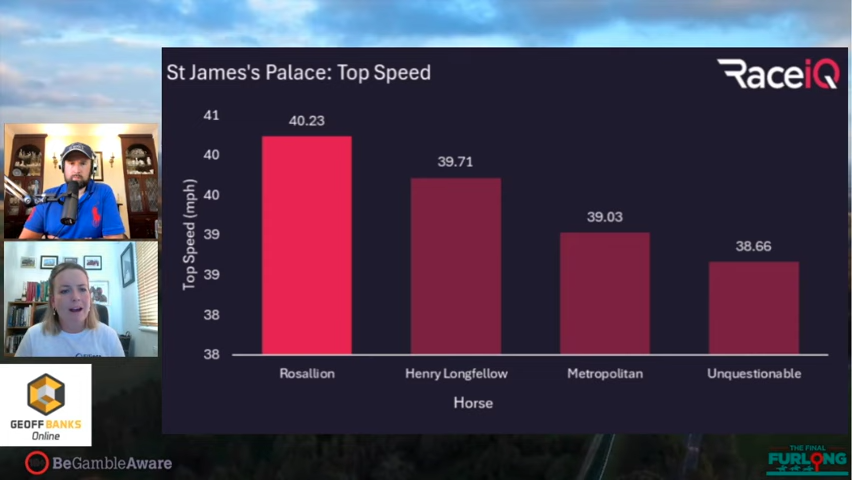 St James's Palace: Top Speed
RaceiQ
Top Speed (mph)
41
40
40
39
39
38
38
40.23
39.71
39.03
38.66
Rosallion
Henry Longfellow
Metropolitan
Unquestionable
Horse
GEOFF BANKS
Online
BeGambleAware
THE FINAL
FURLONG